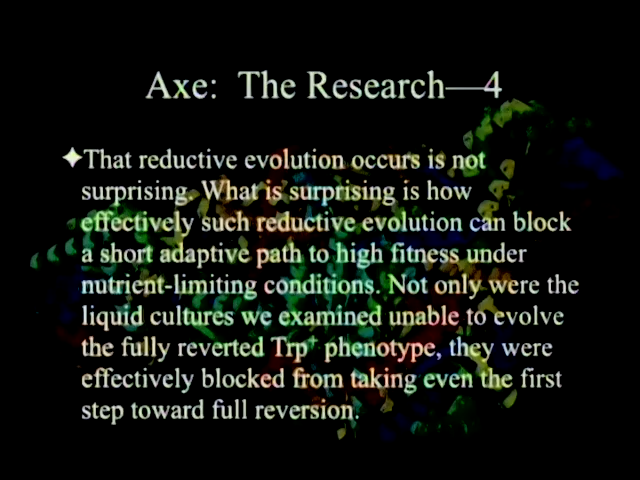 Axe: The Research—4
✦That reductive evolution occurs is not
surprising. What is surprising is how
effectively such reductive evolution can block
a short adaptive path to high fitness under
nutrient-limiting conditions. Not only were the
liquid cultures we examined unable to evolve
the fully reverted Trp⁺ phenotype, they were
effectively blocked from taking even the first
step toward full reversion.